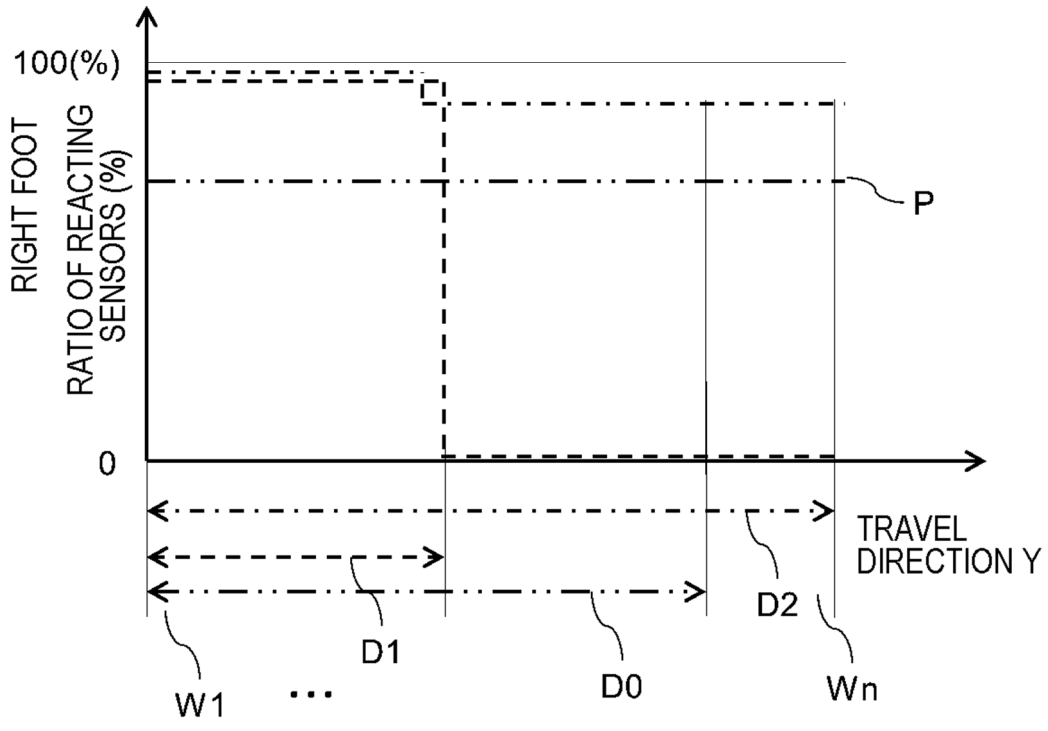 100(%)
RIGHT FOOT
RATIO OF REACTING
SENSORS (%)
P
0
TRAVEL
DIRECTION Y
D2
D1
D0
Wn
W1
...